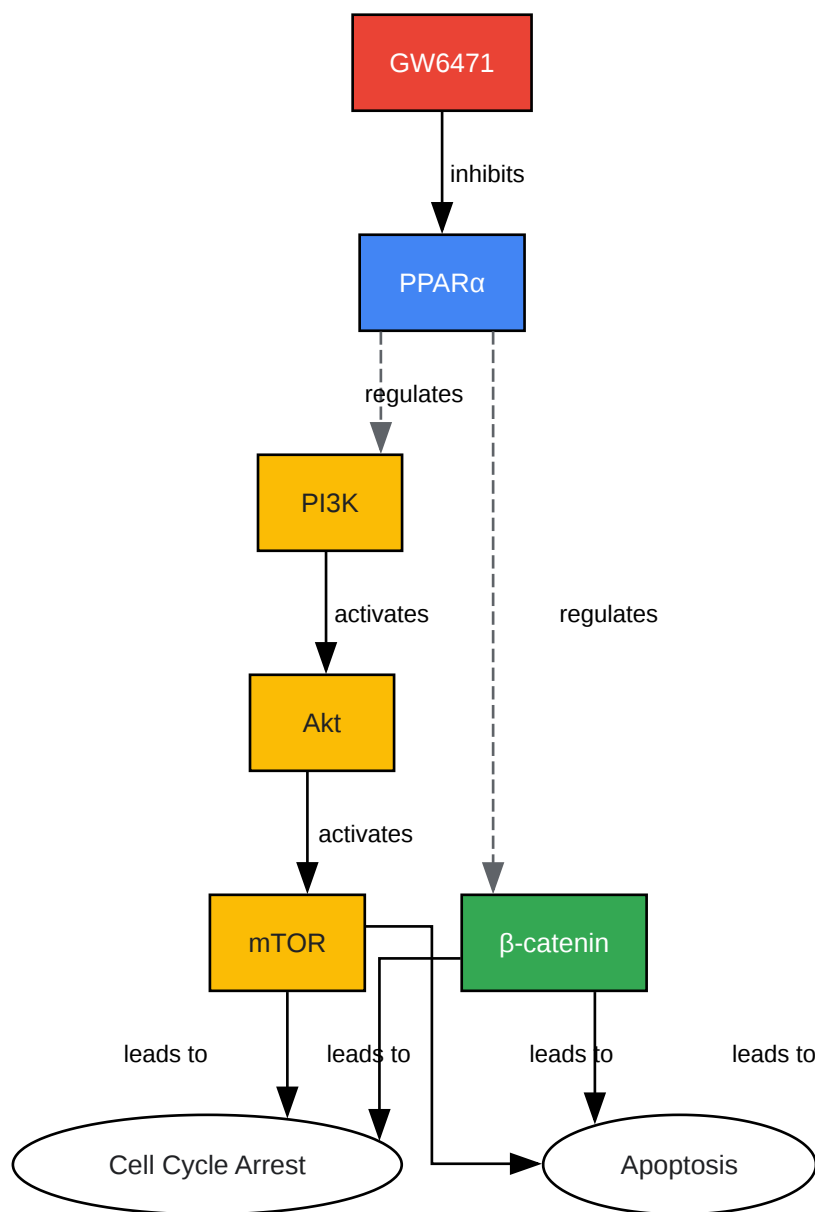 GW6471
inhibits
PPARα
regulates
PI3K
activates
regulates
Akt
activates
mTOR
β-catenin
leads to
leads to
leads to
leads to
Cell Cycle Arrest
Apoptosis